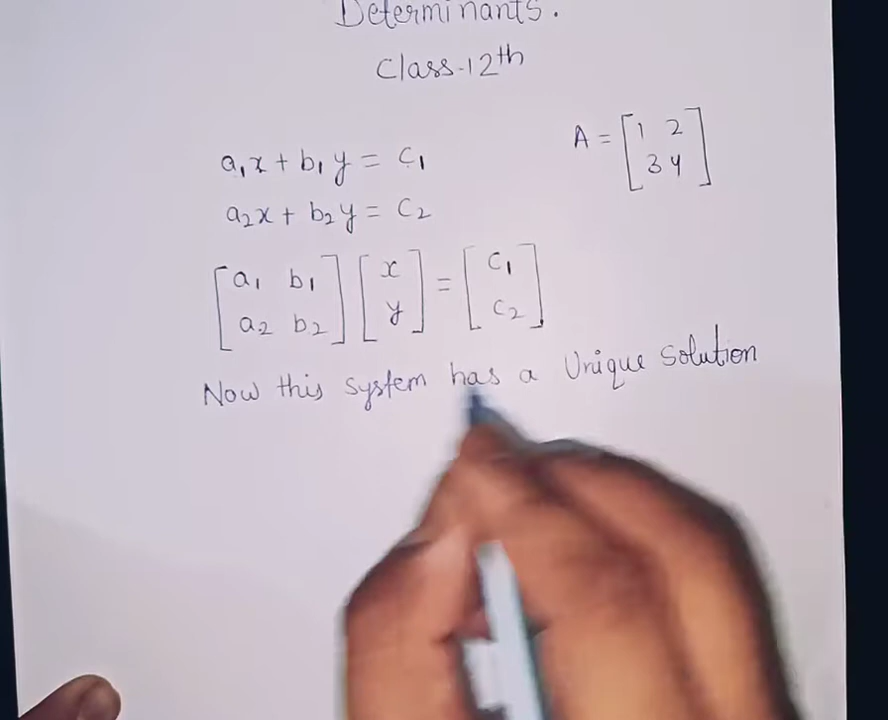 Determinants.
Class-12th
a₁x + b₁y = c₁
a₂x + b₂y = c₂
A = [1 2
3 4]
[a₁ b₁] [x] = [c₁]
[a₂ b₂] [y] [c₂]
Now this system has a Unique Solution